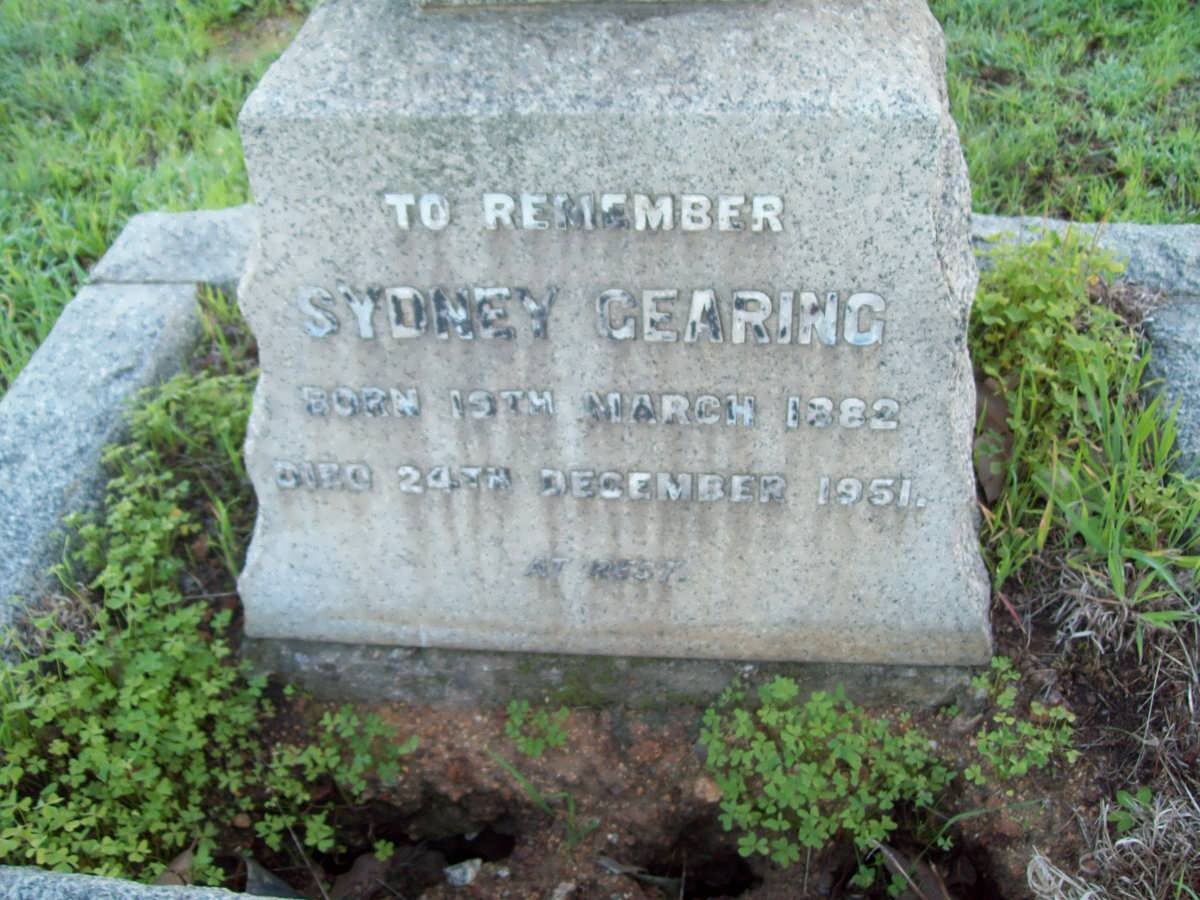 TO REMEMBER
SYDNEY GEARING
BORN 19TH MARCH 1882
DIED 24TH DECEMBER 1951.
AT REST.